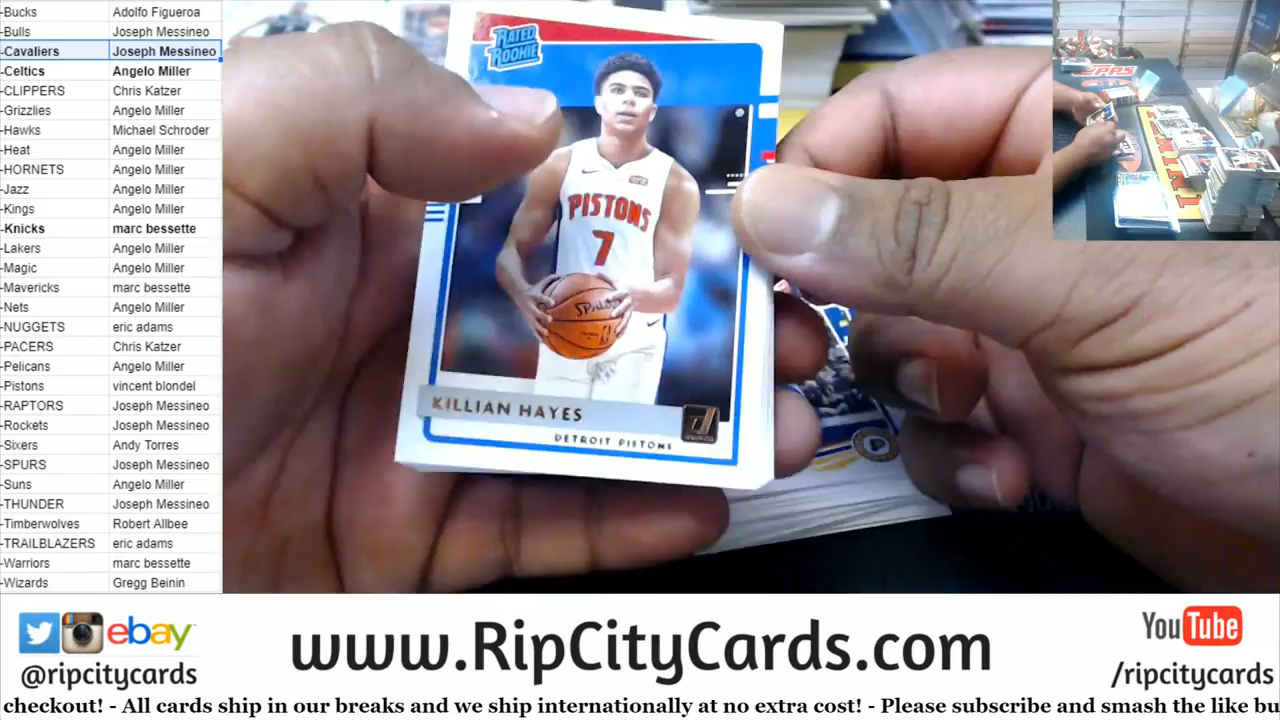 -Bucks Adolfo Figueroa
-Bulls Joseph Messineo
-Cavaliers Joseph Messineo
-Celtics Angelo Miller
-CLIPPERS Chris Katzer
-Grizzlies Angelo Miller
-Hawks Michael Schroder
-Heat Angelo Miller
-HORNETS Angelo Miller
-Jazz Angelo Miller
-Kings Angelo Miller
-Knicks marc bessette
-Lakers Angelo Miller
-Magic Angelo Miller
-Mavericks marc bessette
-Nets Angelo Miller
-NUGGETS eric adams
-PACERS Chris Katzer
-Pelicans Angelo Miller
-Pistons vincent blondel
-RAPTORS Joseph Messineo
-Rockets Joseph Messineo
-Sixers Andy Torres
-SPURS Joseph Messineo
-Suns Angelo Miller
-THUNDER Joseph Messineo
-Timberwolves Robert Allbee
-TRAILBLAZERS eric adams
-Warriors marc bessette
-Wizards Gregg Beinin
RATED
ROOKIE
PISTONS
7
SPALD
KILLIAN HAYES
DETROIT PISTONS
TOPPS
PANINI
ebay
@ripcitycards
www.RipCityCards.com
YouTube
/ripcitycards
checkout! - All cards ship in our breaks and we ship internationally at no extra cost! - Please subscribe and smash the like bu